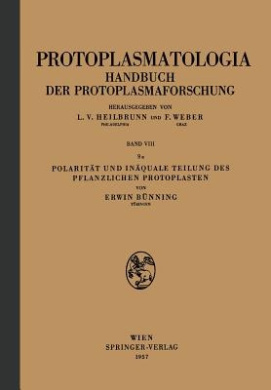 PROTOPLASMATOLOGIA
HANDBUCH
DER PROTOPLASMAFORSCHUNG
HERAUSGEGEBEN VON
L. V. HEILBRUNN UND F. WEBER
PHILADELPHIA GRAZ
BAND VIII
9a
POLARITÄT UND INÄQUALE TEILUNG DES
PFLANZLICHEN PROTOPLASTEN
VON
ERWIN BÜNNING
TÜBINGEN
WIEN
SPRINGER-VERLAG
1957